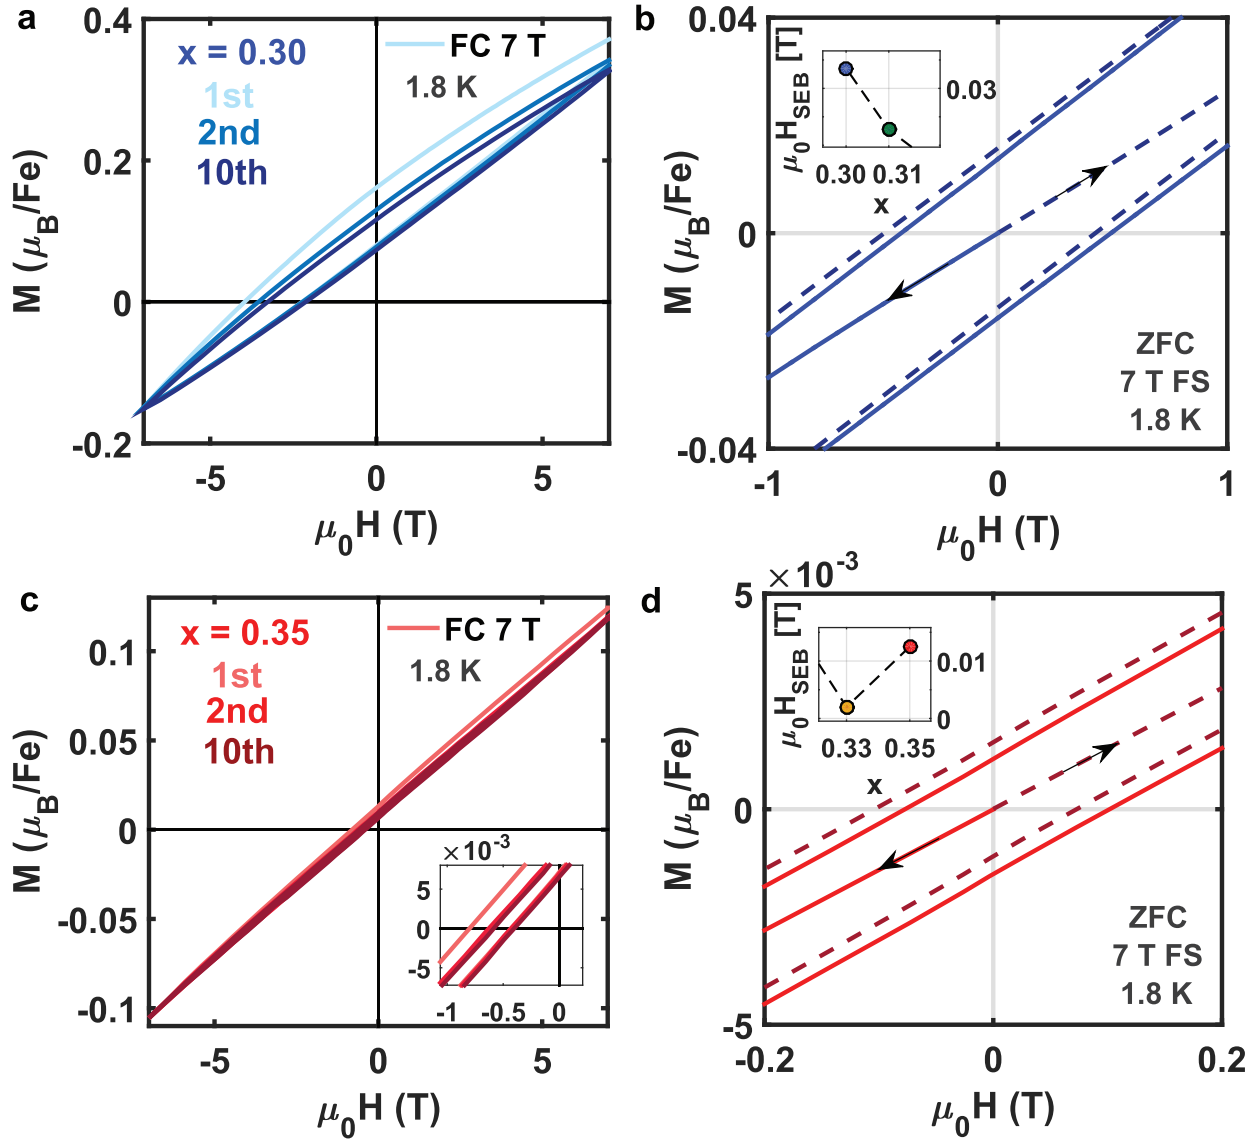 a
0.4
0.2
0
-0.2
M (μB/Fe)
x = 0.30
1st
2nd
10th
FC 7 T
1.8 K
-5
0
5
μ0H (T)
b
0.04
0
-0.04
M (μB/Fe)
μ0HSEB [T]
0.03
0.30
0.31
x
ZFC
7 T FS
1.8 K
-1
0
1
μ0H (T)
c
0.1
0.05
0
-0.05
-0.1
M (μB/Fe)
x = 0.35
1st
2nd
10th
FC 7 T
1.8 K
×10-3
5
0
-5
-1
-0.5
0
-5
0
5
μ0H (T)
d
×10-3
5
0
-5
M (μB/Fe)
μ0HSEB [T]
0.01
0
0.33
0.35
x
ZFC
7 T FS
1.8 K
-0.2
0
0.2
μ0H (T)